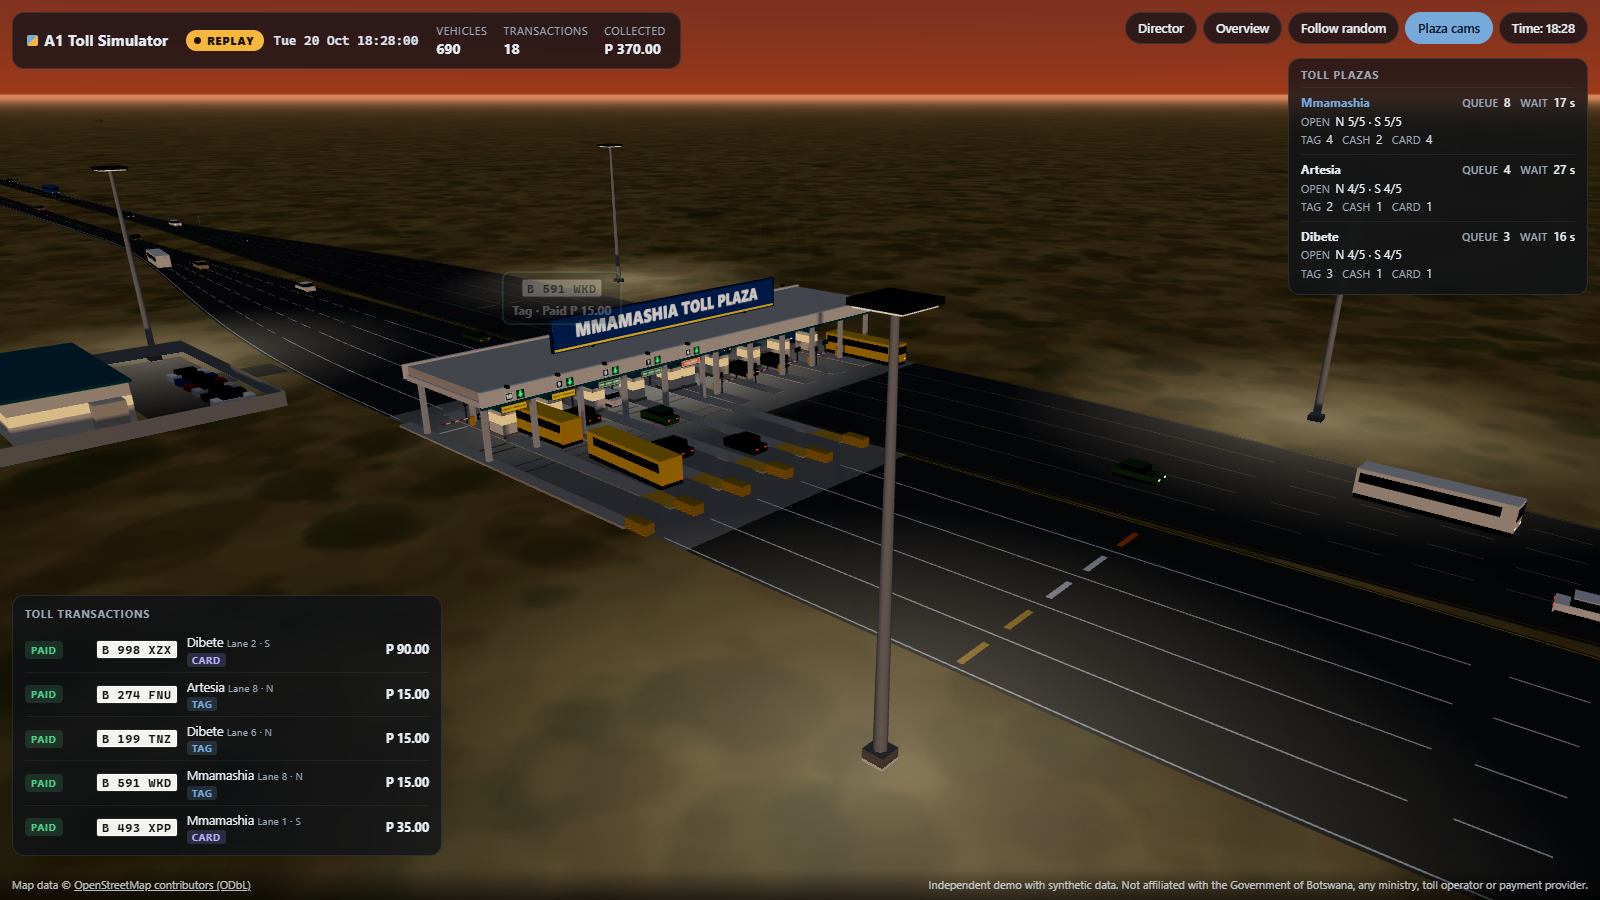 A1 Toll Simulator
REPLAY
Tue 20 Oct 18:28:00
VEHICLES
690
TRANSACTIONS
18
COLLECTED
P 370.00
Director
Overview
Follow random
Plaza cams
Time: 18:28
TOLL PLAZAS
Mmamashia QUEUE 8 WAIT 17 s
OPEN N 5/5 · S 5/5
TAG 4 CASH 2 CARD 4
Artesia QUEUE 4 WAIT 27 s
OPEN N 4/5 · S 4/5
TAG 2 CASH 1 CARD 1
Dibete QUEUE 3 WAIT 16 s
OPEN N 4/5 · S 4/5
TAG 3 CASH 1 CARD 1
B 591 WKD
Tag · Paid P 15.00
MMAMASHIA TOLL PLAZA
TOLL TRANSACTIONS
PAID B 998 XZX Dibete Lane 2 · S P 90.00
CARD
PAID B 274 FNU Artesia Lane 8 · N P 15.00
TAG
PAID B 199 TNZ Dibete Lane 6 · N P 15.00
TAG
PAID B 591 WKD Mmamashia Lane 8 · N P 15.00
TAG
PAID B 493 XPP Mmamashia Lane 1 · S P 35.00
CARD
Map data © OpenStreetMap contributors (ODbL)
Independent demo with synthetic data. Not affiliated with the Government of Botswana, any ministry, toll operator or payment provider.